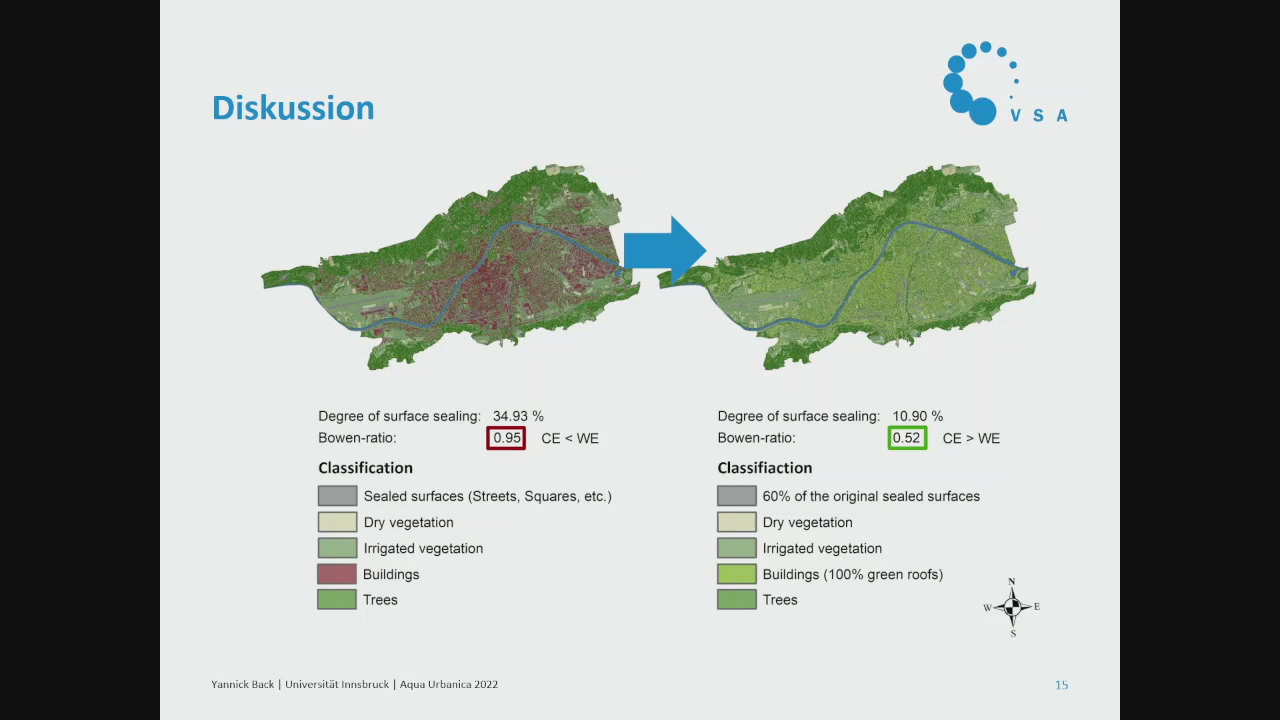 Diskussion
V S A
Degree of surface sealing: 34.93 %
Bowen-ratio: 0.95 CE < WE
Classification
Sealed surfaces (Streets, Squares, etc.)
Dry vegetation
Irrigated vegetation
Buildings
Trees
Degree of surface sealing: 10.90 %
Bowen-ratio: 0.52 CE > WE
Classifiaction
60% of the original sealed surfaces
Dry vegetation
Irrigated vegetation
Buildings (100% green roofs)
Trees
N
W E
S
Yannick Back | Universität Innsbruck | Aqua Urbanica 2022
15